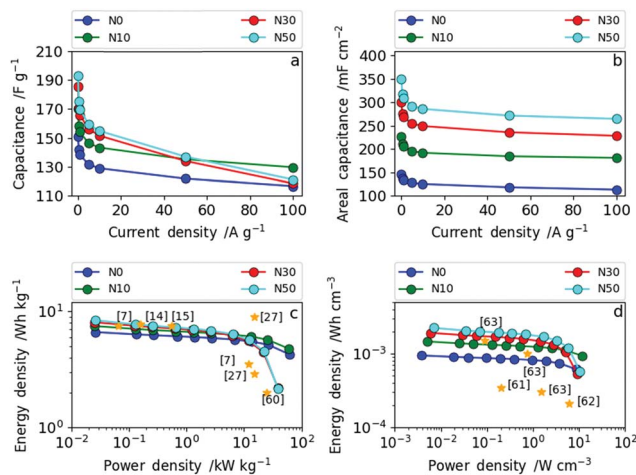 N0 N30
N10 N50
a
Capacitance /F g⁻¹
210
190
170
150
130
110
0 20 40 60 80 100
Current density /A g⁻¹
N0 N30
N10 N50
b
Areal capacitance /mF cm⁻²
400
350
300
250
200
150
100
0 20 40 60 80 100
Current density /A g⁻¹
N0 N30
N10 N50
c
Energy density /Wh kg⁻¹
10¹
10⁰
[7] [14] [15] [27]
[7]
[27]
[60]
10⁻² 10⁻¹ 10⁰ 10¹ 10²
Power density /kW kg⁻¹
N0 N30
N10 N50
d
Energy density /Wh cm⁻³
10⁻³
10⁻⁴
[63]
[63]
[61] [63]
[62]
10⁻³ 10⁻² 10⁻¹ 10⁰ 10¹ 10²
Power density /W cm⁻³